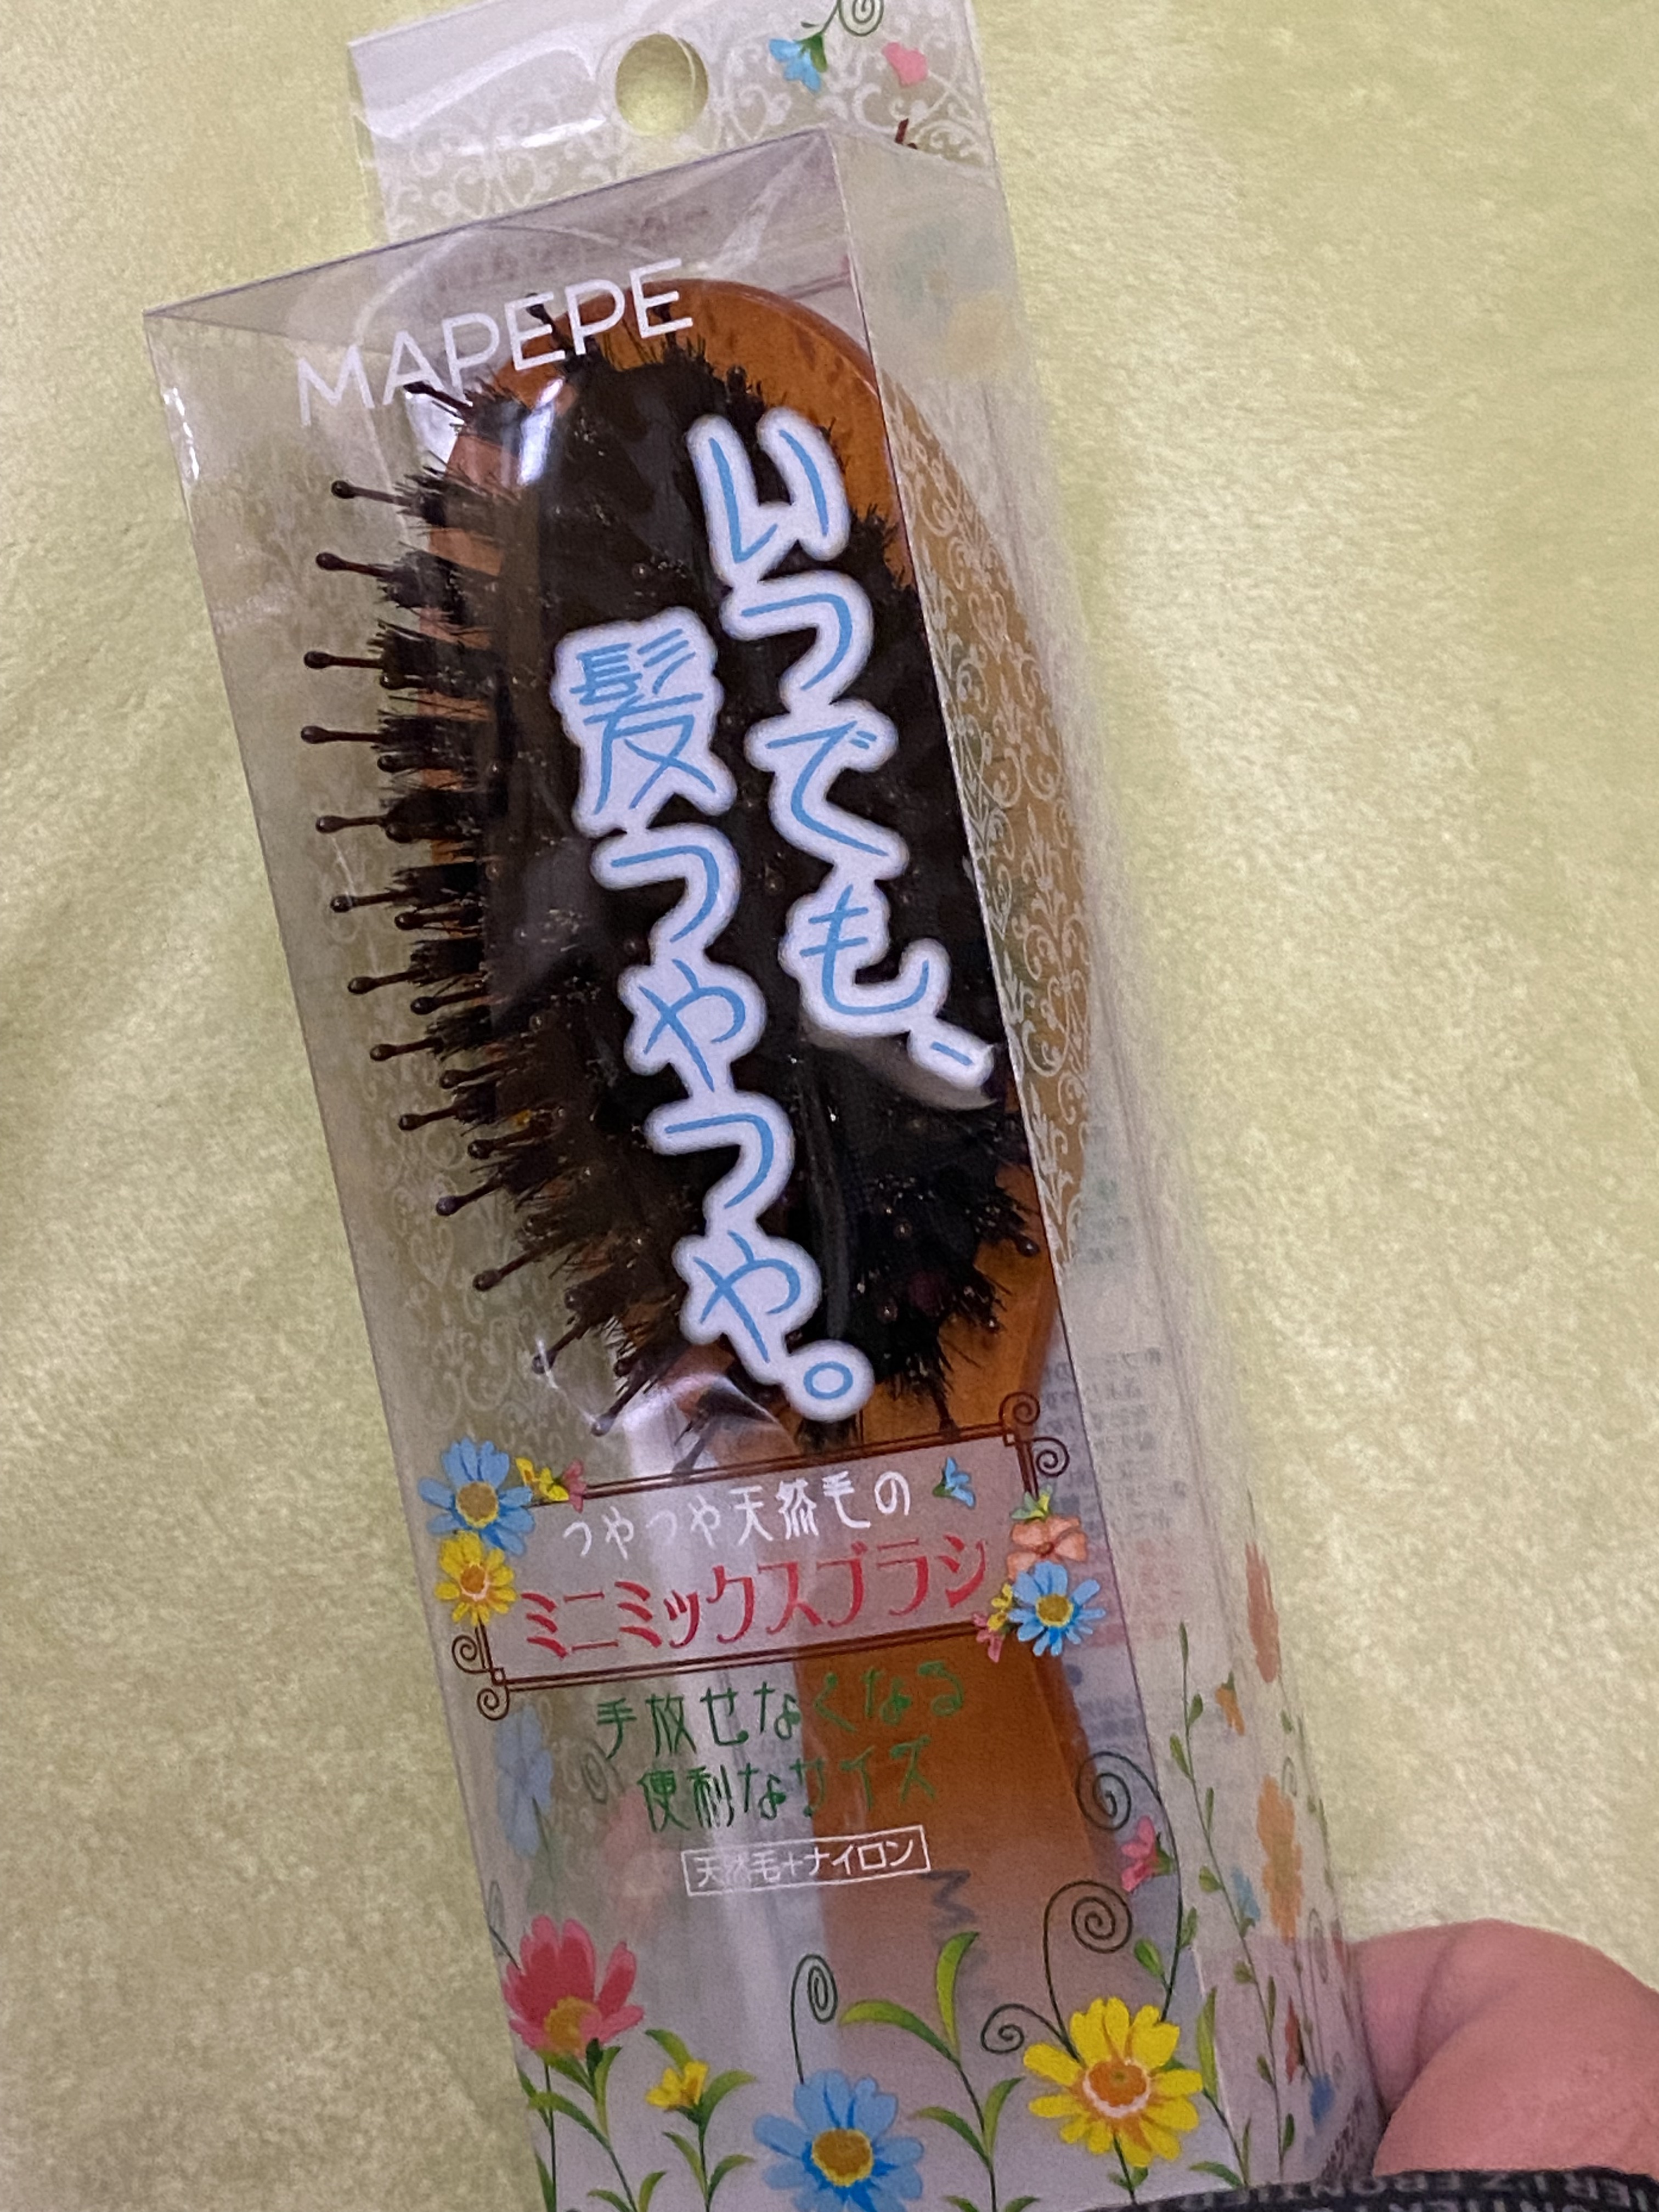 MAPEPE
いつでも、
髪つやつや。
つやつや天然毛の
ミニミックスブラシ
手放せなくなる
便利なサイズ
天然毛+ナイロン